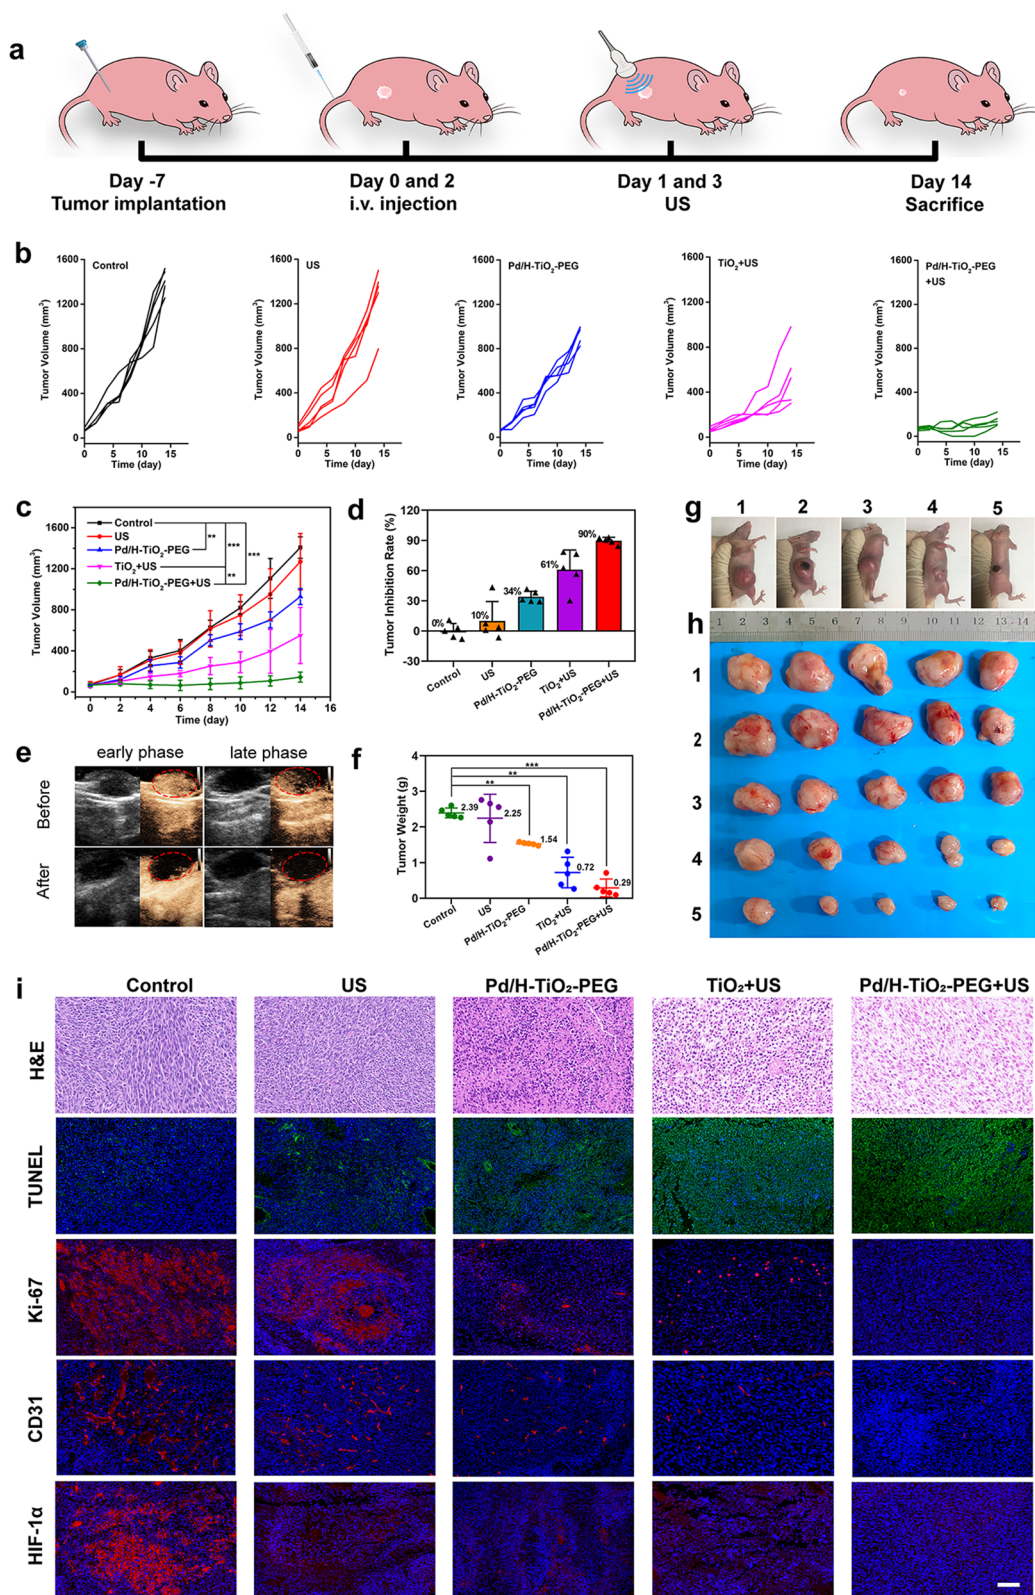 a
Day -7
Tumor implantation
Day 0 and 2
i.v. injection
Day 1 and 3
US
Day 14
Sacrifice
b
Control
Tumor Volume (mm³)
1600
1200
800
400
0
0 5 10 15
Time (day)
US
Tumor Volume (mm³)
1600
1200
800
400
0
0 5 10 15
Time (day)
Pd/H-TiO₂-PEG
Tumor Volume (mm³)
1600
1200
800
400
0
0 5 10 15
Time (day)
TiO₂+US
Tumor Volume (mm³)
1600
1200
800
400
0
0 5 10 15
Time (day)
Pd/H-TiO₂-PEG
+US
Tumor Volume (mm³)
1600
1200
800
400
0
0 5 10 15
Time (day)
c
Tumor Volume (mm³)
1600
1200
800
400
0
Control
US
Pd/H-TiO₂-PEG
TiO₂+US
Pd/H-TiO₂-PEG+US
**
***
***
**
0 2 4 6 8 10 12 14 16
Time (day)
d
Tumor Inhibition Rate (%)
120
90
60
30
0
-30
0%
10%
34%
61%
90%
Control
US
Pd/H-TiO₂-PEG
TiO₂+US
Pd/H-TiO₂-PEG+US
g
1 2 3 4 5
e
early phase
late phase
Before
After
f
Tumor Weight (g)
4
3
2
1
0
***
**
**
2.39
2.25
1.54
0.72
0.29
Control
US
Pd/H-TiO₂-PEG
TiO₂+US
Pd/H-TiO₂-PEG+US
h
1 2 3 4 5 6 7 8 9 10 11 12 13 14
1
2
3
4
5
i
Control
US
Pd/H-TiO₂-PEG
TiO₂+US
Pd/H-TiO₂-PEG+US
H&E
TUNEL
Ki-67
CD31
HIF-1α